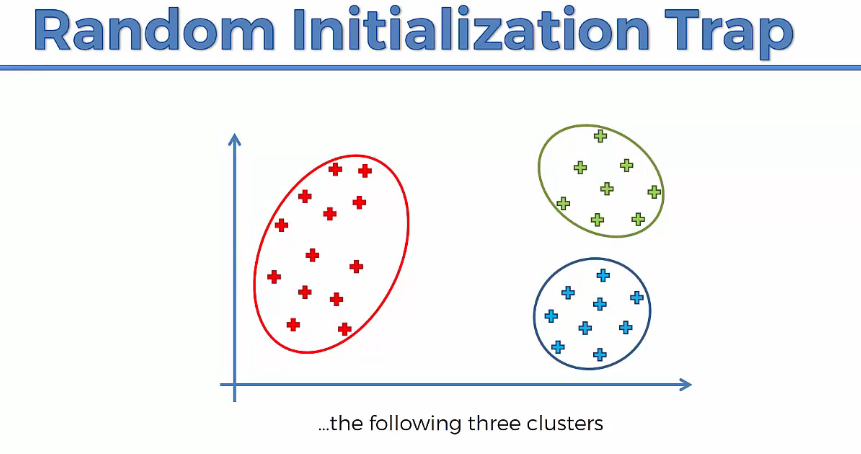 Random Initialization Trap
...the following three clusters